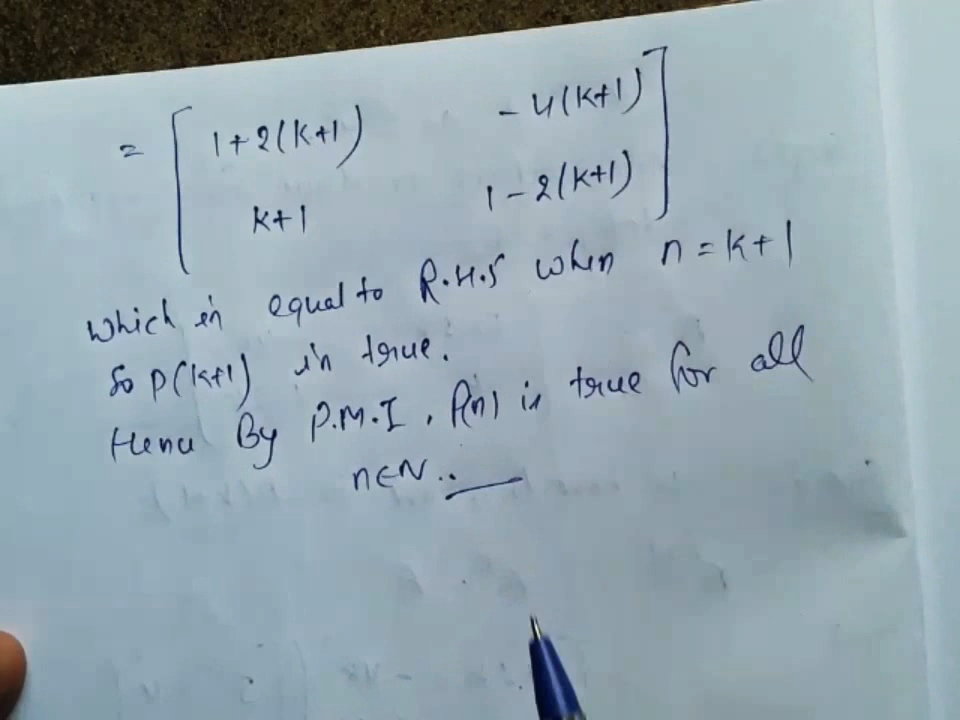 = [ 1+2(k+1) -4(k+1)
k+1 1-2(k+1) ]
which is equal to R.H.S when n = k+1
So P(k+1) is true.
Hence By P.M.I, P(n) is true for all
n∈N..